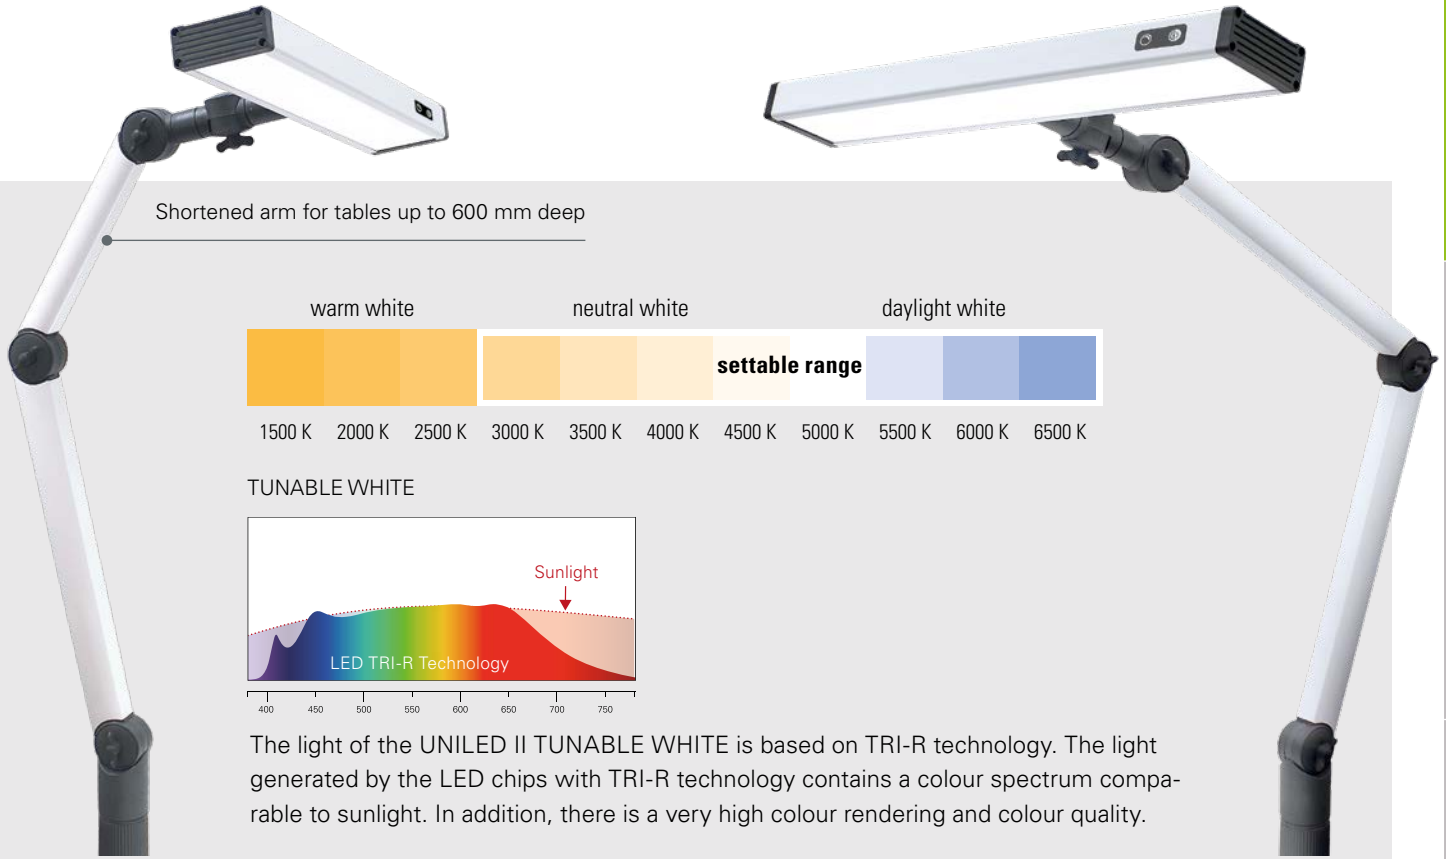 Shortened arm for tables up to 600 mm deep
warm white neutral white daylight white
settable range
1500 K 2000 K 2500 K 3000 K 3500 K 4000 K 4500 K 5000 K 5500 K 6000 K 6500 K
TUNABLE WHITE
Sunlight
LED TRI-R Technology
400 450 500 550 600 650 700 750
The light of the UNILED II TUNABLE WHITE is based on TRI-R technology. The light
generated by the LED chips with TRI-R technology contains a colour spectrum compa-
rable to sunlight. In addition, there is a very high colour rendering and colour quality.